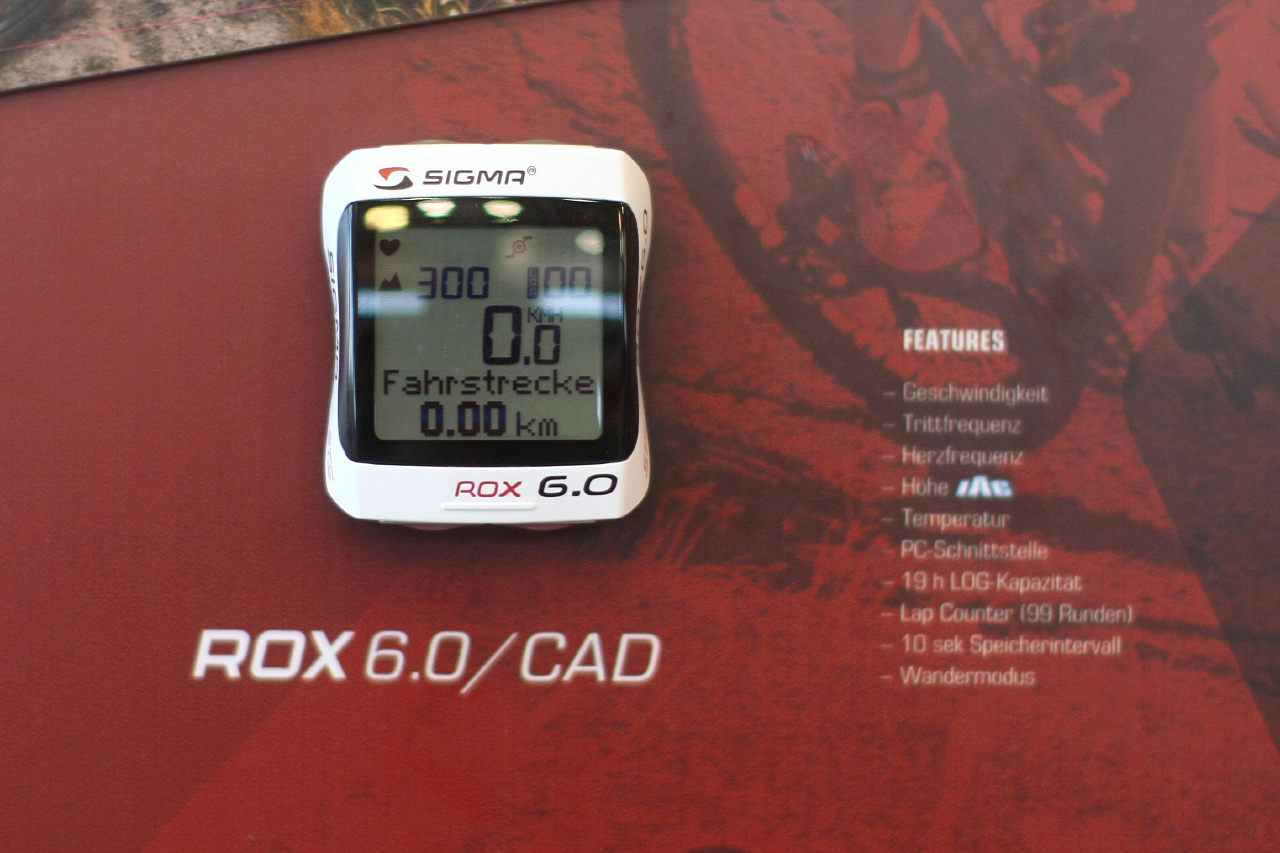 SIGMA®
300 100
KMH
0.0
Fahrstrecke
0.00 km
ROX 6.0
ROX 6.0/CAD
FEATURES
– Geschwindigkeit
– Trittfrequenz
– Herzfrequenz
– Höhe IAC
– Temperatur
– PC-Schnittstelle
– 19 h LOG-Kapazität
– Lap Counter (99 Runden)
– 10 sek Speicherintervall
– Wandermodus